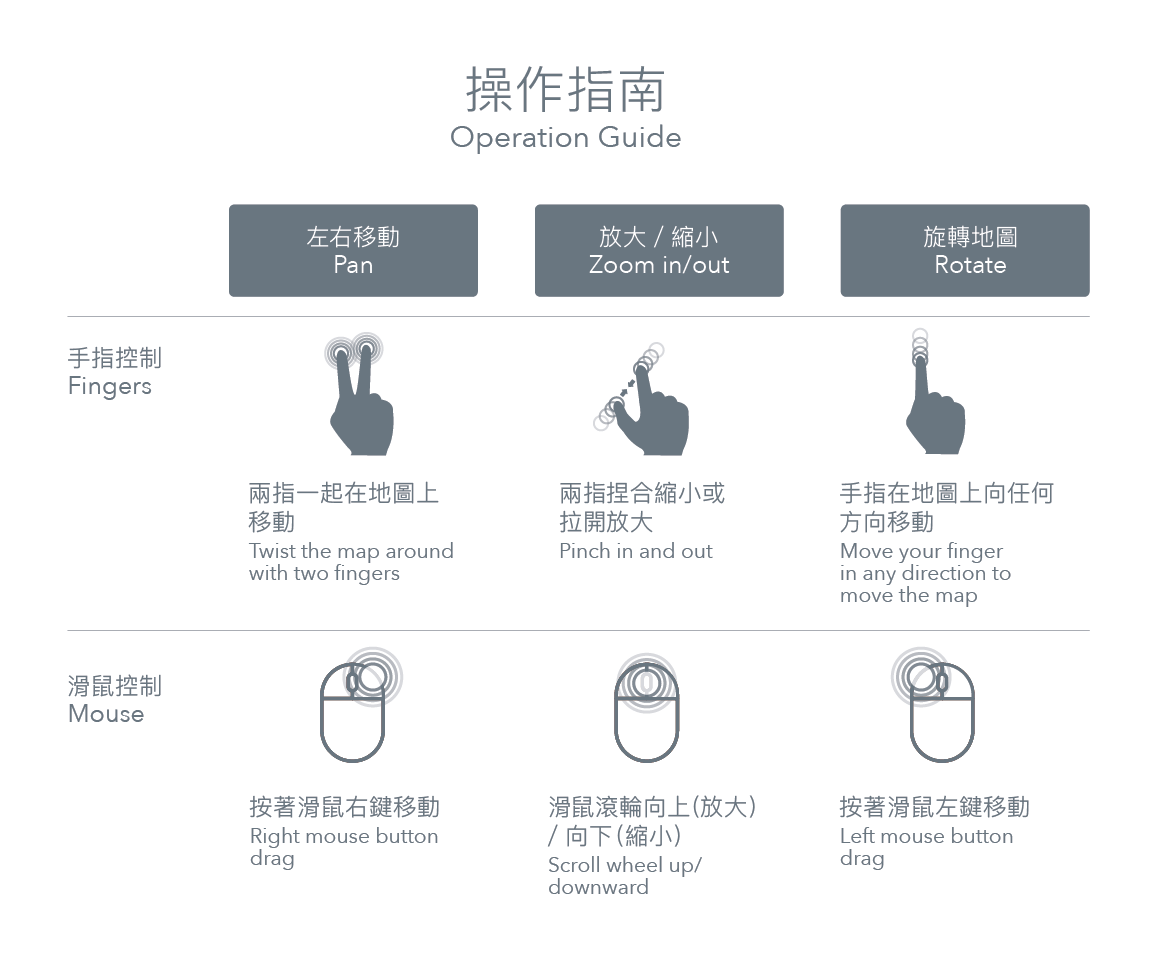 操作指南
Operation Guide
左右移動
Pan
放大 / 縮小
Zoom in/out
旋轉地圖
Rotate
手指控制
Fingers
兩指一起在地圖上
移動
Twist the map around
with two fingers
兩指捏合縮小或
拉開放大
Pinch in and out
手指在地圖上向任何
方向移動
Move your finger
in any direction to
move the map
滑鼠控制
Mouse
按著滑鼠右鍵移動
Right mouse button
drag
滑鼠滾輪向上(放大)
/ 向下(縮小)
Scroll wheel up/
downward
按著滑鼠左鍵移動
Left mouse button
drag